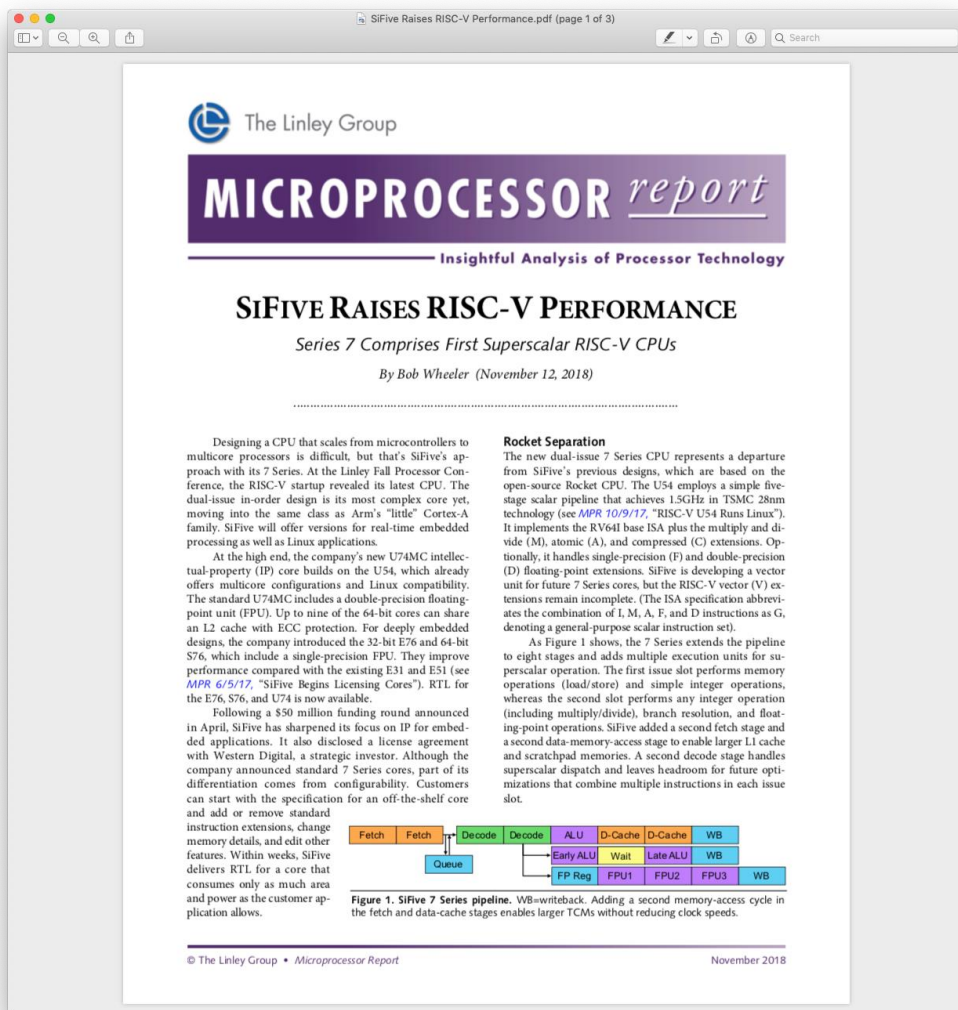 SiFive Raises RISC-V Performance.pdf (page 1 of 3)
Search
The Linley Group
MICROPROCESSOR report
Insightful Analysis of Processor Technology
SIFIVE RAISES RISC-V PERFORMANCE
Series 7 Comprises First Superscalar RISC-V CPUs
By Bob Wheeler (November 12, 2018)
Designing a CPU that scales from microcontrollers to
multicore processors is difficult, but that's SiFive's ap-
proach with its 7 Series. At the Linley Fall Processor Con-
ference, the RISC-V startup revealed its latest CPU. The
dual-issue in-order design is its most complex core yet,
moving into the same class as Arm's "little" Cortex-A
family. SiFive will offer versions for real-time embedded
processing as well as Linux applications.
At the high end, the company's new U74MC intellec-
tual-property (IP) core builds on the U54, which already
offers multicore configurations and Linux compatibility.
The standard U74MC includes a double-precision floating-
point unit (FPU). Up to nine of the 64-bit cores can share
an L2 cache with ECC protection. For deeply embedded
designs, the company introduced the 32-bit E76 and 64-bit
S76, which include a single-precision FPU. They improve
performance compared with the existing E31 and E51 (see
MPR 6/5/17, "SiFive Begins Licensing Cores"). RTL for
the E76, S76, and U74 is now available.
Following a $50 million funding round announced
in April, SiFive has sharpened its focus on IP for embed-
ded applications. It also disclosed a license agreement
with Western Digital, a strategic investor. Although the
company announced standard 7 Series cores, part of its
differentiation comes from configurability. Customers
can start with the specification for an off-the-shelf core
and add or remove standard
instruction extensions, change
memory details, and edit other
features. Within weeks, SiFive
delivers RTL for a core that
consumes only as much area
and power as the customer ap-
plication allows.
Rocket Separation
The new dual-issue 7 Series CPU represents a departure
from SiFive's previous designs, which are based on the
open-source Rocket CPU. The U54 employs a simple five-
stage scalar pipeline that achieves 1.5GHz in TSMC 28nm
technology (see MPR 10/9/17, "RISC-V U54 Runs Linux").
It implements the RV64I base ISA plus the multiply and di-
vide (M), atomic (A), and compressed (C) extensions. Op-
tionally, it handles single-precision (F) and double-precision
(D) floating-point extensions. SiFive is developing a vector
unit for future 7 Series cores, but the RISC-V vector (V) ex-
tensions remain incomplete. (The ISA specification abbrevi-
ates the combination of I, M, A, F, and D instructions as G,
denoting a general-purpose scalar instruction set).
As Figure 1 shows, the 7 Series extends the pipeline
to eight stages and adds multiple execution units for su-
perscalar operation. The first issue slot performs memory
operations (load/store) and simple integer operations,
whereas the second slot performs any integer operation
(including multiply/divide), branch resolution, and float-
ing-point operations. SiFive added a second fetch stage and
a second data-memory-access stage to enable larger L1 cache
and scratchpad memories. A second decode stage handles
superscalar dispatch and leaves headroom for future opti-
mizations that combine multiple instructions in each issue
slot.
Fetch Fetch Decode Decode ALU D-Cache D-Cache WB
Queue Early ALU Wait Late ALU WB
FP Reg FPU1 FPU2 FPU3 WB
Figure 1. SiFive 7 Series pipeline. WB=writeback. Adding a second memory-access cycle in
the fetch and data-cache stages enables larger TCMs without reducing clock speeds.
© The Linley Group • Microprocessor Report
November 2018